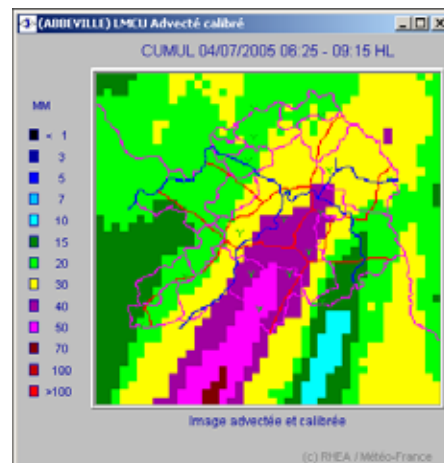 (ABBEVILLE) LMCU Advecté calibré
CUMUL 04/07/2005 06:25 - 09:15 HL
MM
< 1
3
5
7
10
15
20
30
40
50
70
100
>100
Image advectée et calibrée
(c) RHEA / Météo-France